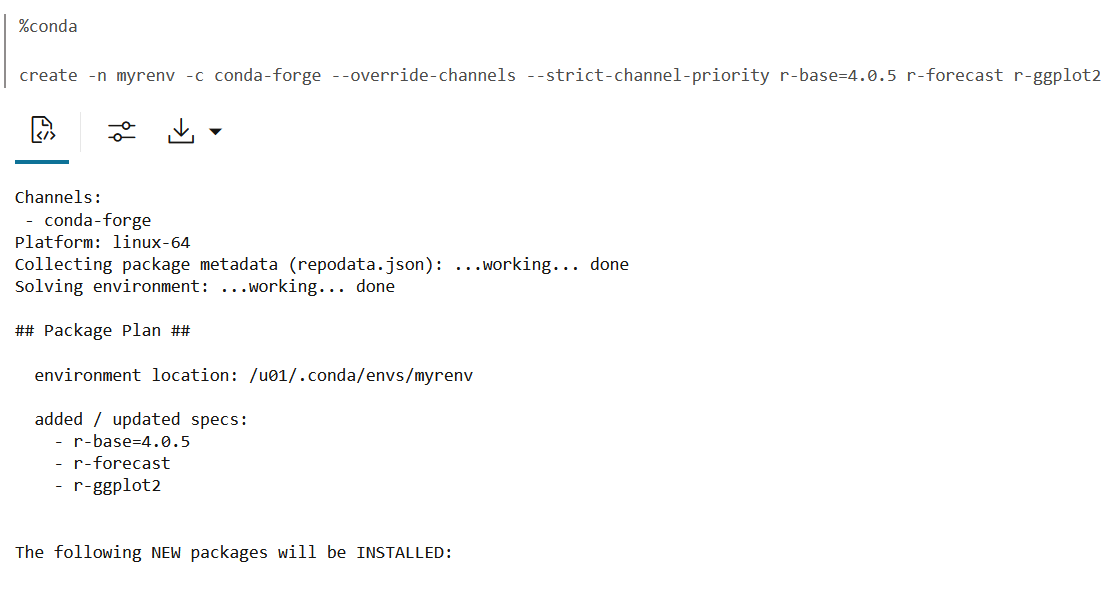 %conda
create -n myrenv -c conda-forge --override-channels --strict-channel-priority r-base=4.0.5 r-forecast r-ggplot2
Channels:
 - conda-forge
Platform: linux-64
Collecting package metadata (repodata.json): ...working... done
Solving environment: ...working... done
## Package Plan ##
  environment location: /u01/.conda/envs/myrenv
  added / updated specs:
    - r-base=4.0.5
    - r-forecast
    - r-ggplot2
The following NEW packages will be INSTALLED: